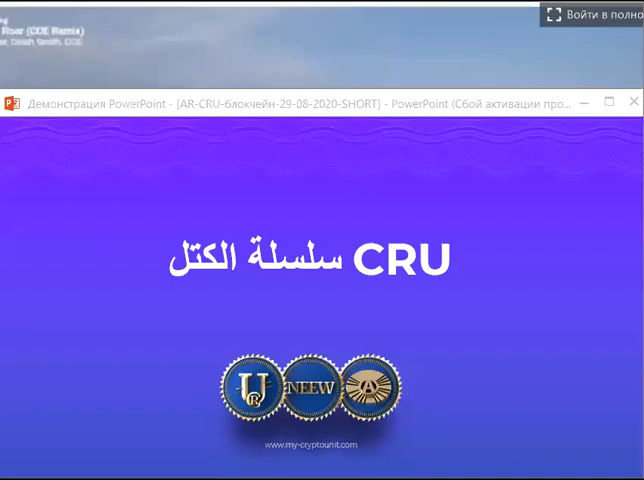 Roar (COE Remix)
Войти в полно
Демонстрация PowerPoint - [AR-CRU-блокчейн-29-08-2020-SHORT] - PowerPoint (Сбой активации про...
CRU سلسلة الكتل
U
R
NEEW
A
www.my-cryptounit.com